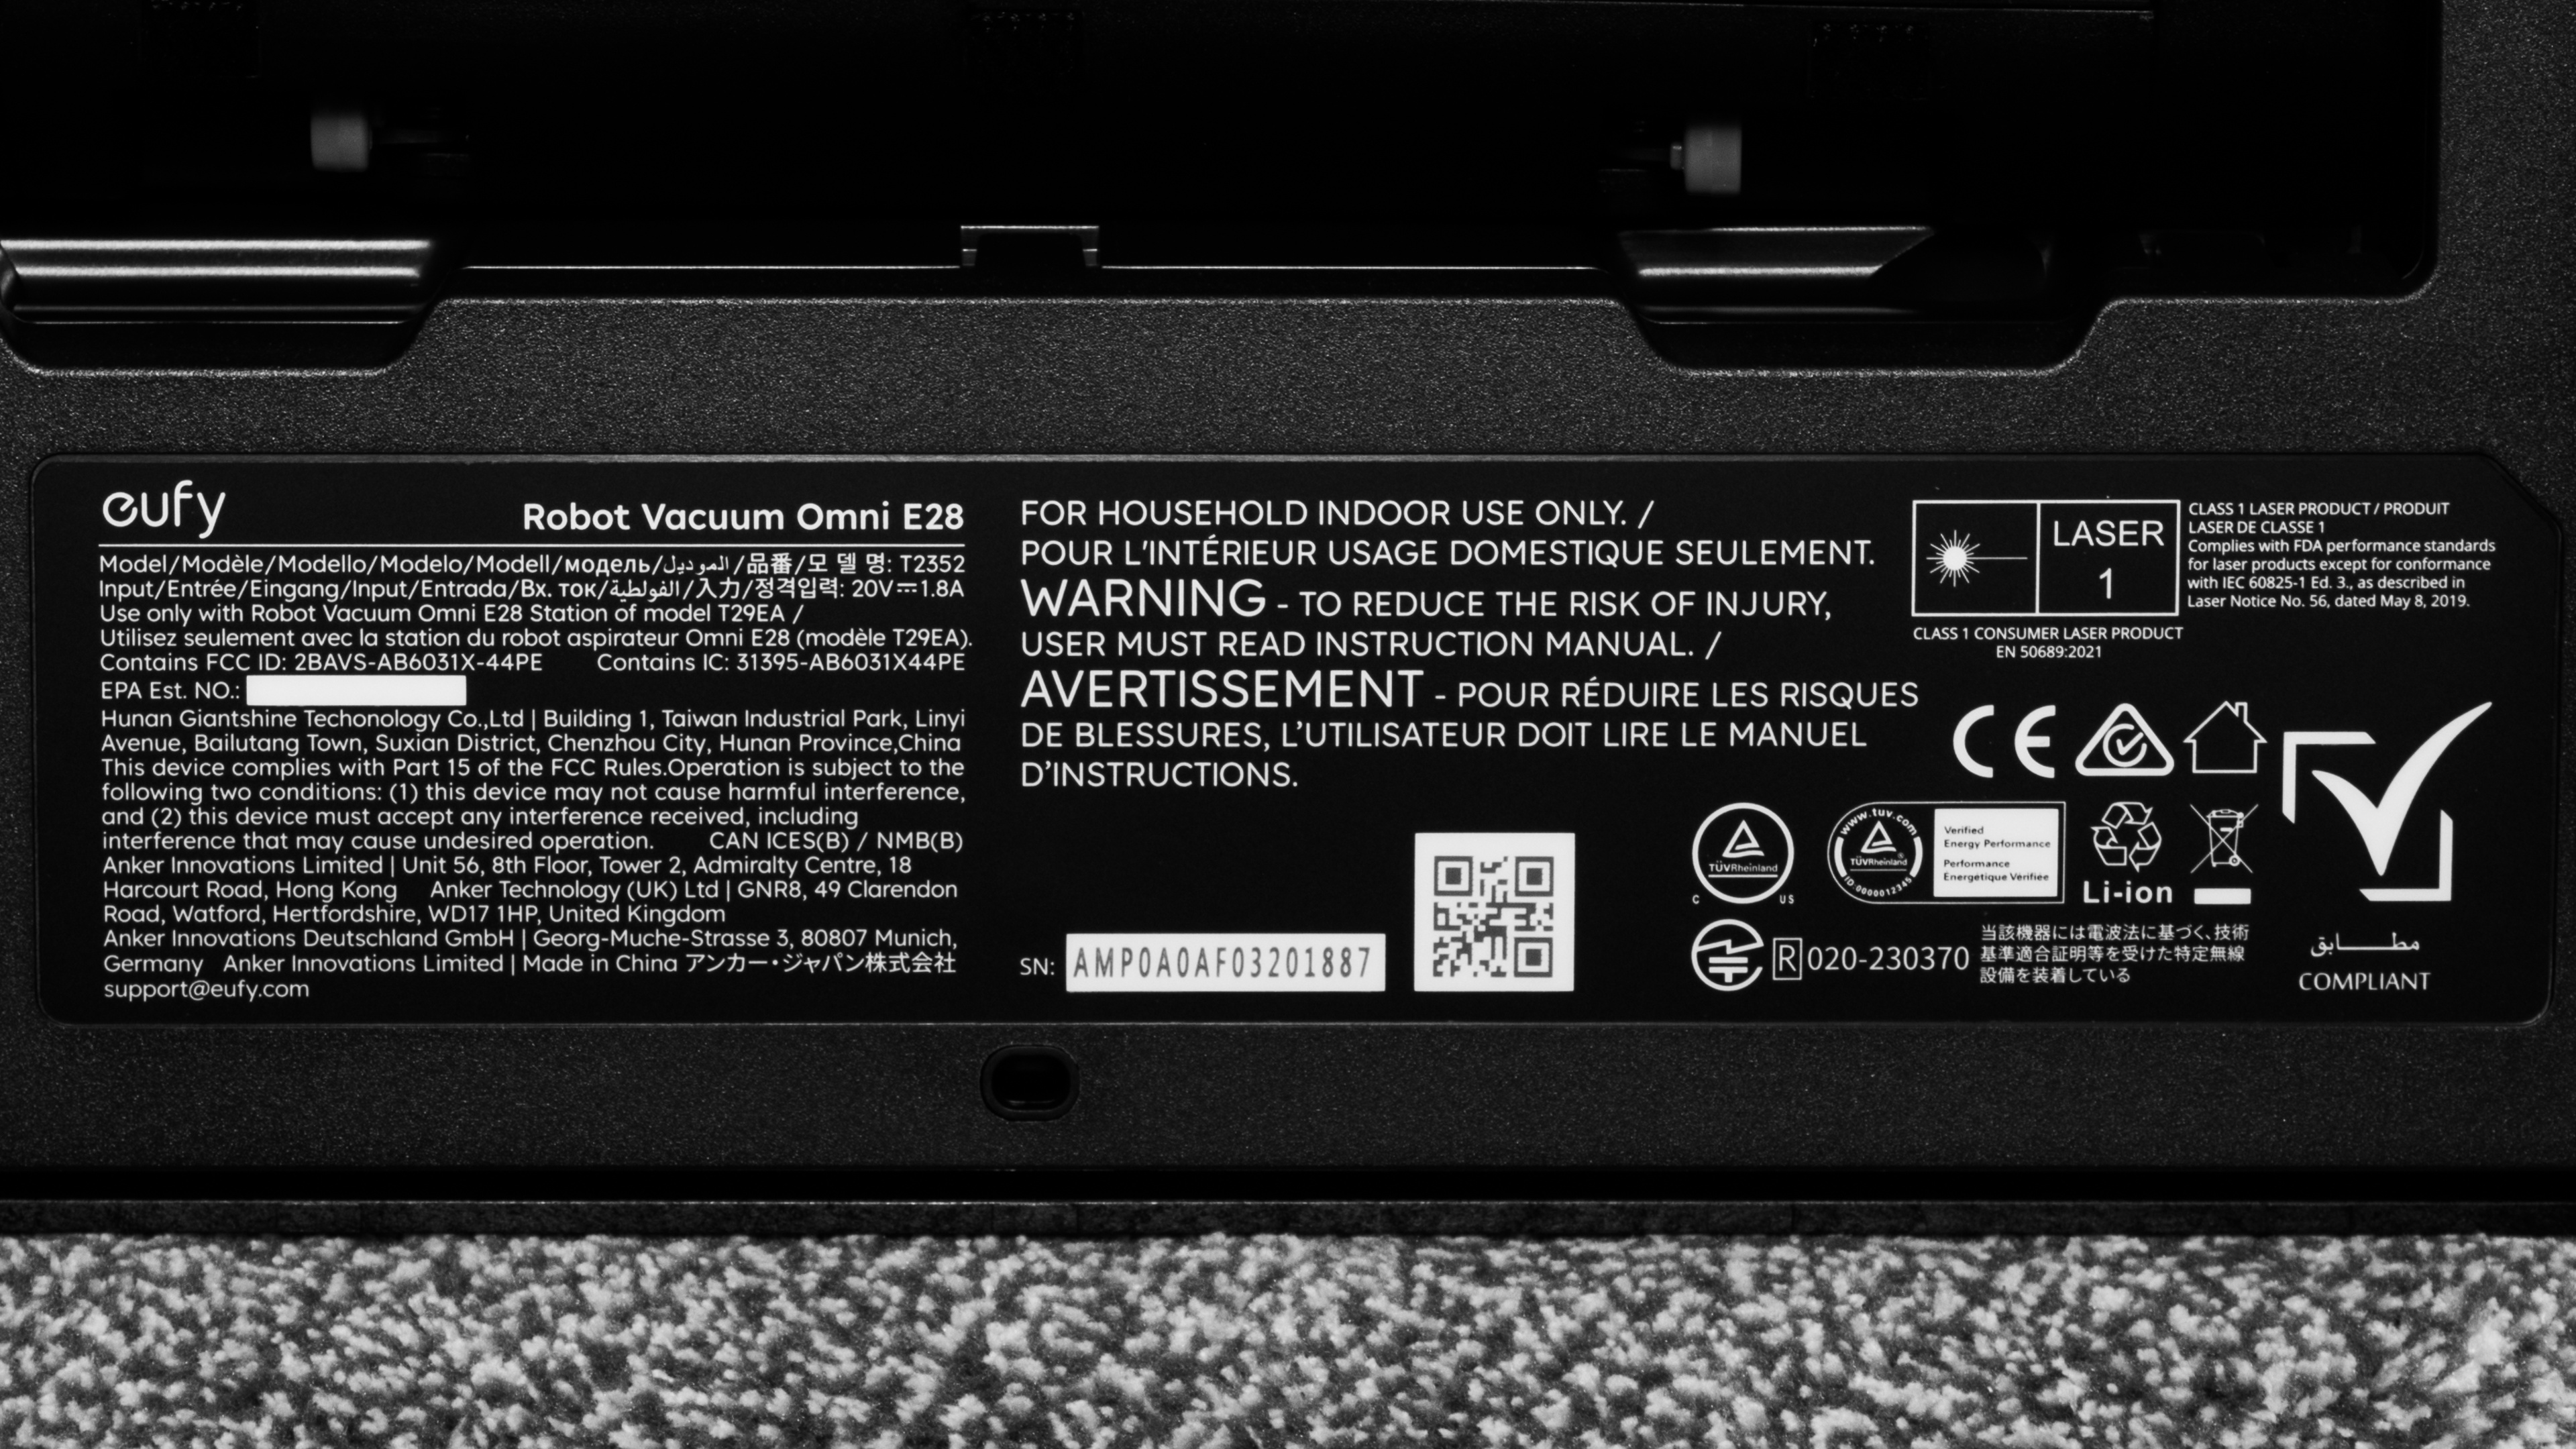 eufy
Robot Vacuum Omni E28
Model/Modèle/Modello/Modelo/Modell/модель/الموديل/品番/모 델 명: T2352
Input/Entrée/Eingang/Input/Entrada/Вх. ток/الفولطية/入力/정격입력: 20V⎓1.8A
Use only with Robot Vacuum Omni E28 Station of model T29EA /
Utilisez seulement avec la station du robot aspirateur Omni E28 (modèle T29EA).
Contains FCC ID: 2BAVS-AB6031X-44PE Contains IC: 31395-AB6031X44PE
EPA Est. NO.:
Hunan Giantshine Techonology Co.,Ltd | Building 1, Taiwan Industrial Park, Linyi
Avenue, Bailutang Town, Suxian District, Chenzhou City, Hunan Province,China
This device complies with Part 15 of the FCC Rules.Operation is subject to the
following two conditions: (1) this device may not cause harmful interference,
and (2) this device must accept any interference received, including
interference that may cause undesired operation. CAN ICES(B) / NMB(B)
Anker Innovations Limited | Unit 56, 8th Floor, Tower 2, Admiralty Centre, 18
Harcourt Road, Hong Kong Anker Technology (UK) Ltd | GNR8, 49 Clarendon
Road, Watford, Hertfordshire, WD17 1HP, United Kingdom
Anker Innovations Deutschland GmbH | Georg-Muche-Strasse 3, 80807 Munich,
Germany Anker Innovations Limited | Made in China アンカー・ジャパン株式会社
support@eufy.com
FOR HOUSEHOLD INDOOR USE ONLY. /
POUR L'INTÉRIEUR USAGE DOMESTIQUE SEULEMENT.
WARNING - TO REDUCE THE RISK OF INJURY,
USER MUST READ INSTRUCTION MANUAL. /
AVERTISSEMENT - POUR RÉDUIRE LES RISQUES
DE BLESSURES, L’UTILISATEUR DOIT LIRE LE MANUEL
D’INSTRUCTIONS.
SN: AMP0A0AF03201887
LASER
1
CLASS 1 CONSUMER LASER PRODUCT
EN 50689:2021
CLASS 1 LASER PRODUCT / PRODUIT
LASER DE CLASSE 1
Complies with FDA performance standards
for laser products except for conformance
with IEC 60825-1 Ed. 3., as described in
Laser Notice No. 56, dated May 8, 2019.
CE
TÜVRheinland
C US
www.tuv.com
TÜVRheinland®
ID 0000012345
Verified
Energy Performance
Performance
Énergétique Vérifiée
Li-ion
R 020-230370
当該機器には電波法に基づく、技術
基準適合証明等を受けた特定無線
設備を装着している
مطابق
COMPLIANT